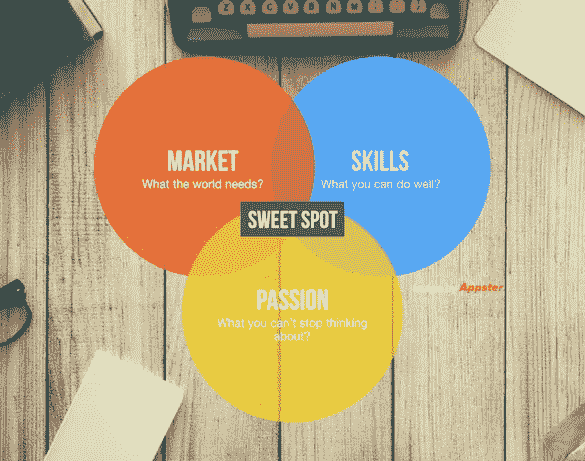 MARKET
What the world needs?
SKILLS
What you can do well?
SWEET SPOT
PASSION
What you can't stop thinking
about?
Appster